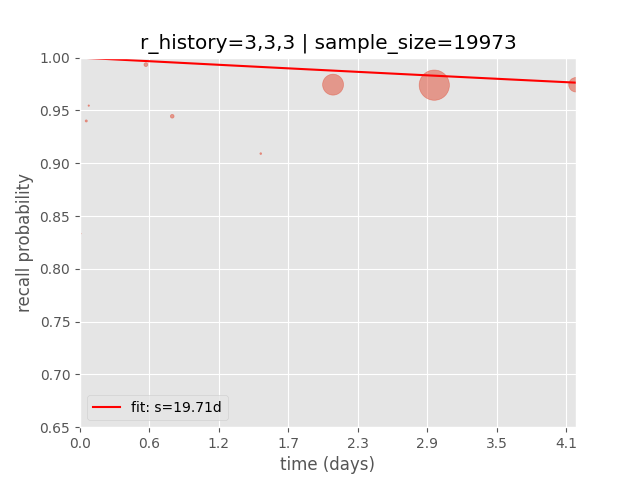 r_history=3,3,3 | sample_size=19973
1.00
0.95
0.90
0.85
0.80
0.75
0.70
0.65
recall probability
fit: s=19.71d
0.0 0.6 1.2 1.7 2.3 2.9 3.5 4.1
time (days)